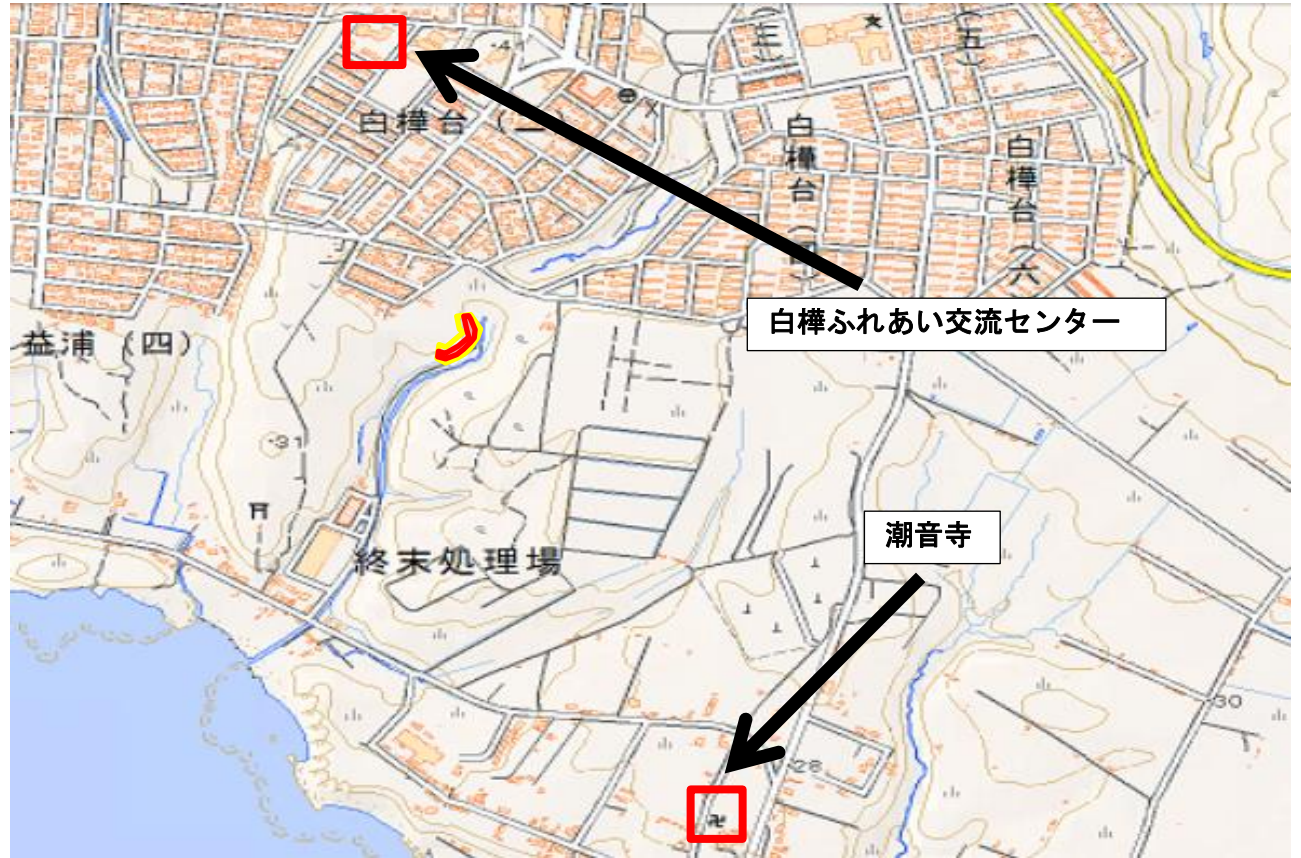 (三)
(五)
・41
白樺台(二)
白樺台(四)
白樺台(六)
白樺ふれあい交流センター
益浦(四)
・31
潮音寺
終末処理場
・30
・28